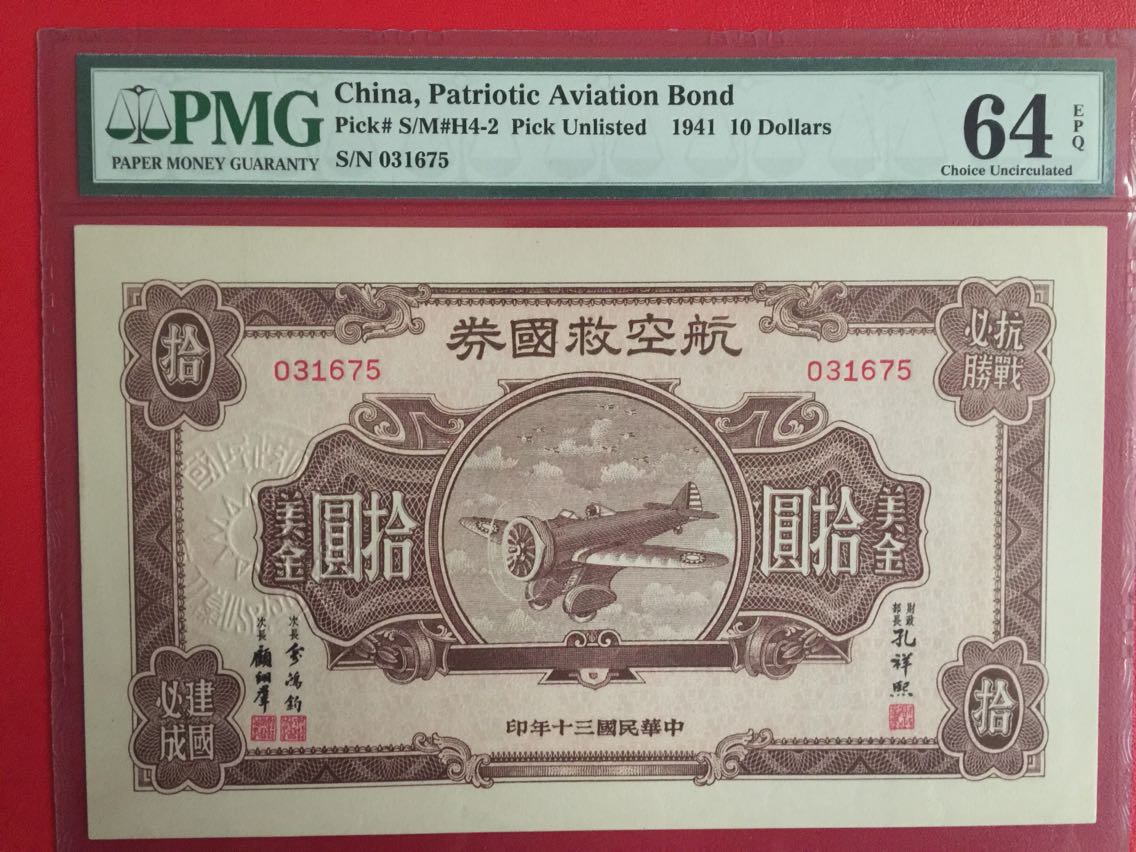 PMG
PAPER MONEY GUARANTY
China, Patriotic Aviation Bond
Pick# S/M#H4-2 Pick Unlisted 1941 10 Dollars
S/N 031675
64
EPQ
Choice Uncirculated
航空救國券
抗戰必勝
拾
031675
031675
美金
拾圓
美金
拾圓
財政部長
孔祥熙
次長
俞鴻鈞
次長
顧翊羣
拾
建國必成
中華民國三十年印